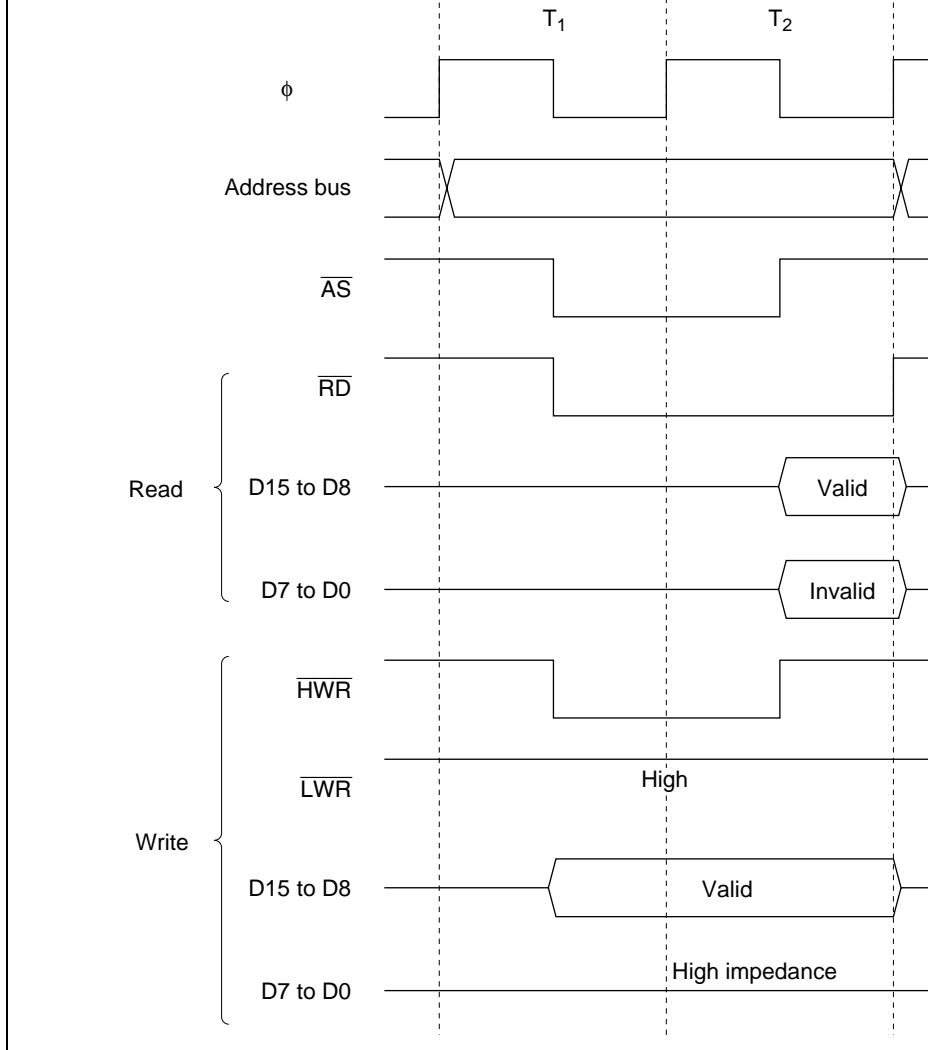 T1 T2
φ
Address bus
AS
RD
Read D15 to D8 Valid
D7 to D0 Invalid
HWR
LWR High
Write
D15 to D8 Valid
High impedance
D7 to D0